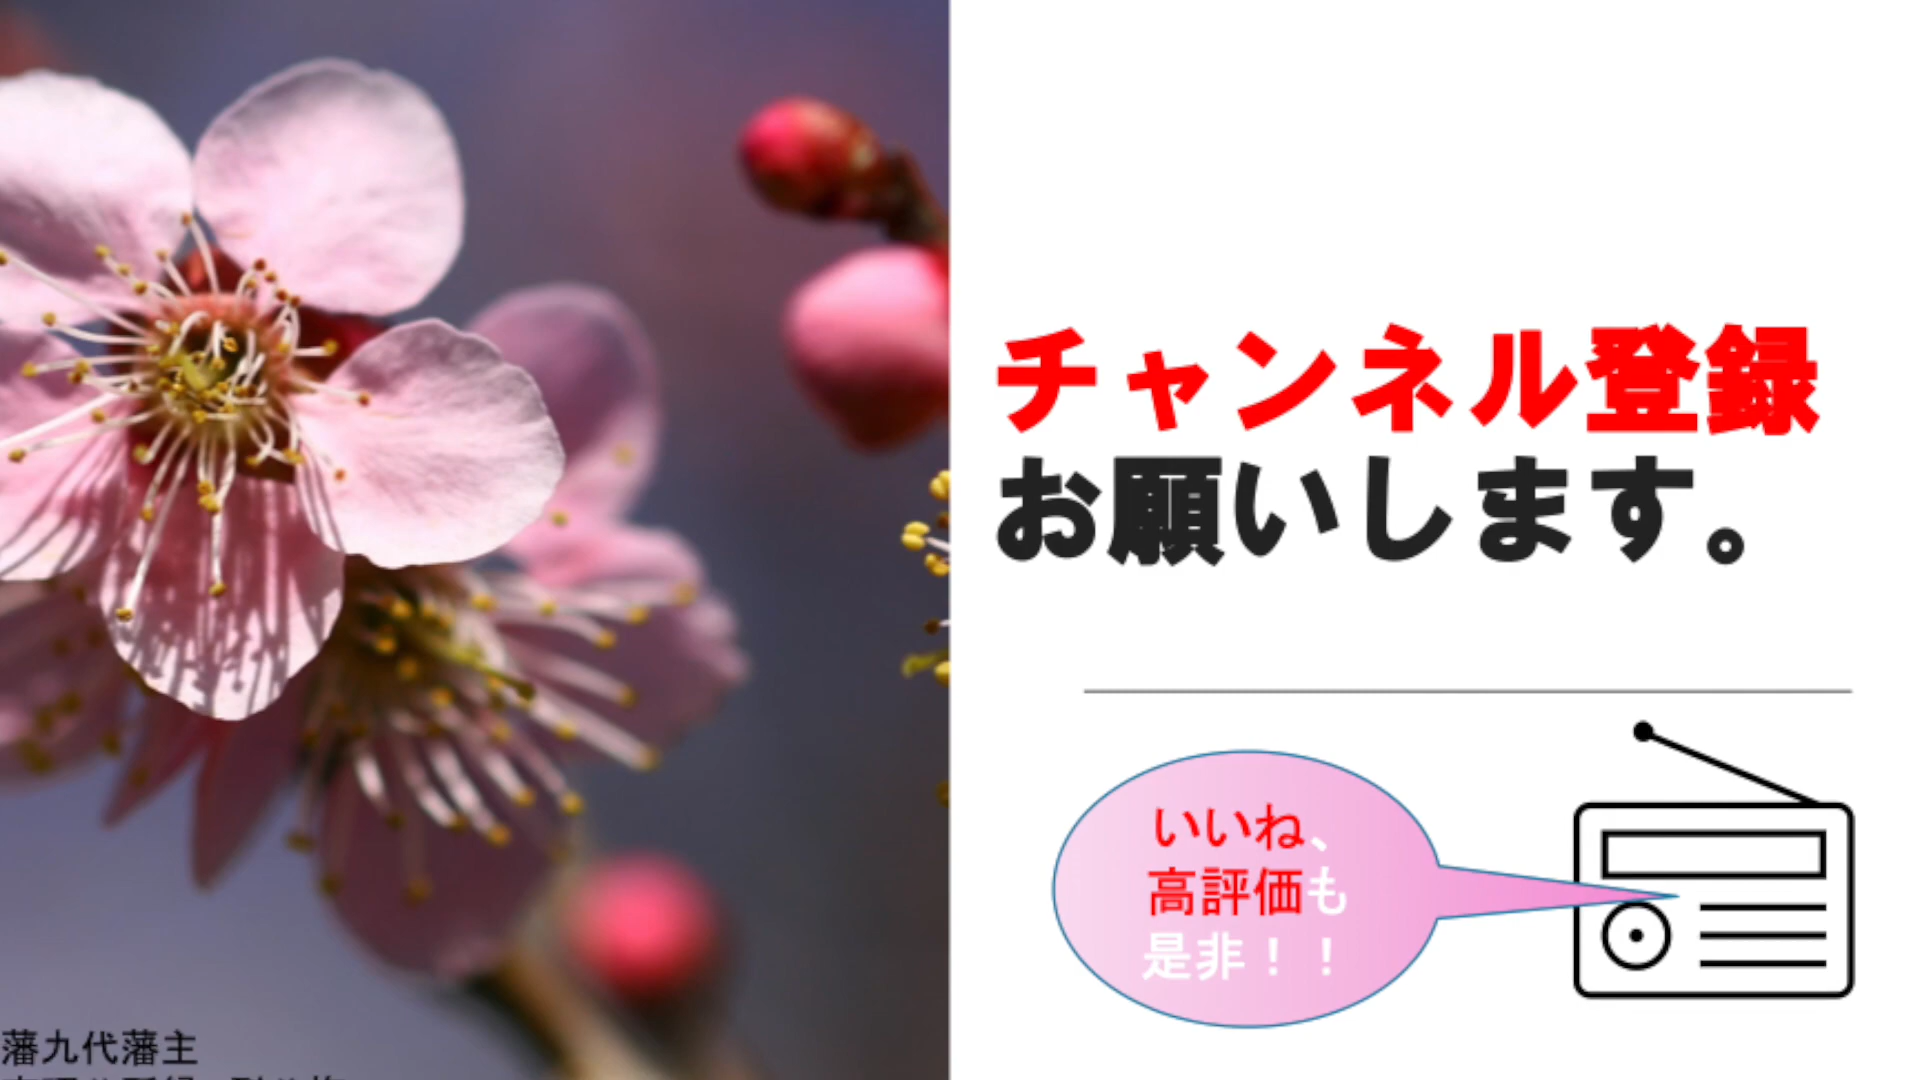 チャンネル登録
お願いします。
いいね、
高評価も
是非！！
藩九代藩主